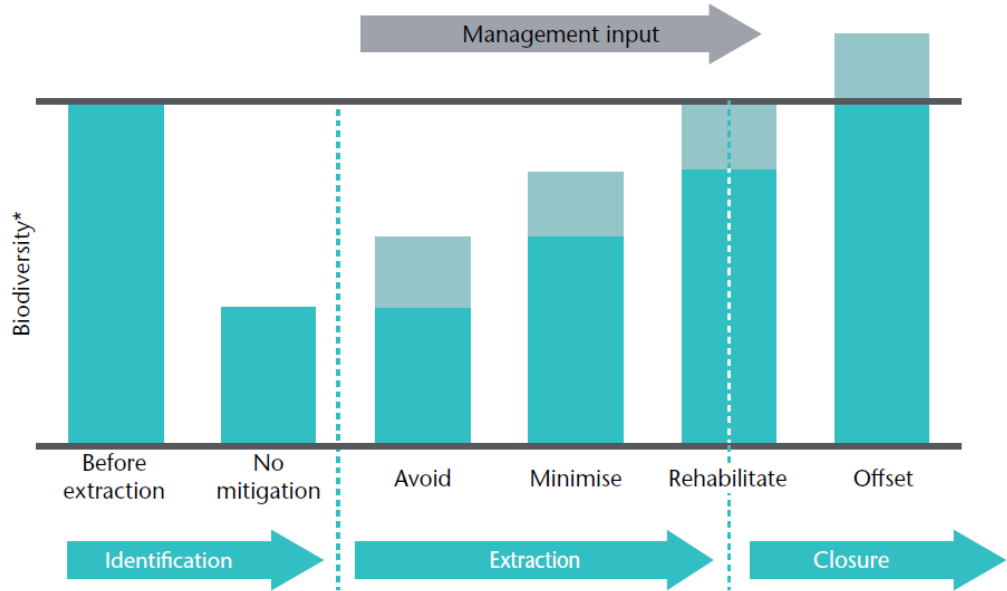 Management input
Biodiversity*
Before
extraction
No
mitigation
Avoid
Minimise
Rehabilitate
Offset
Identification
Extraction
Closure